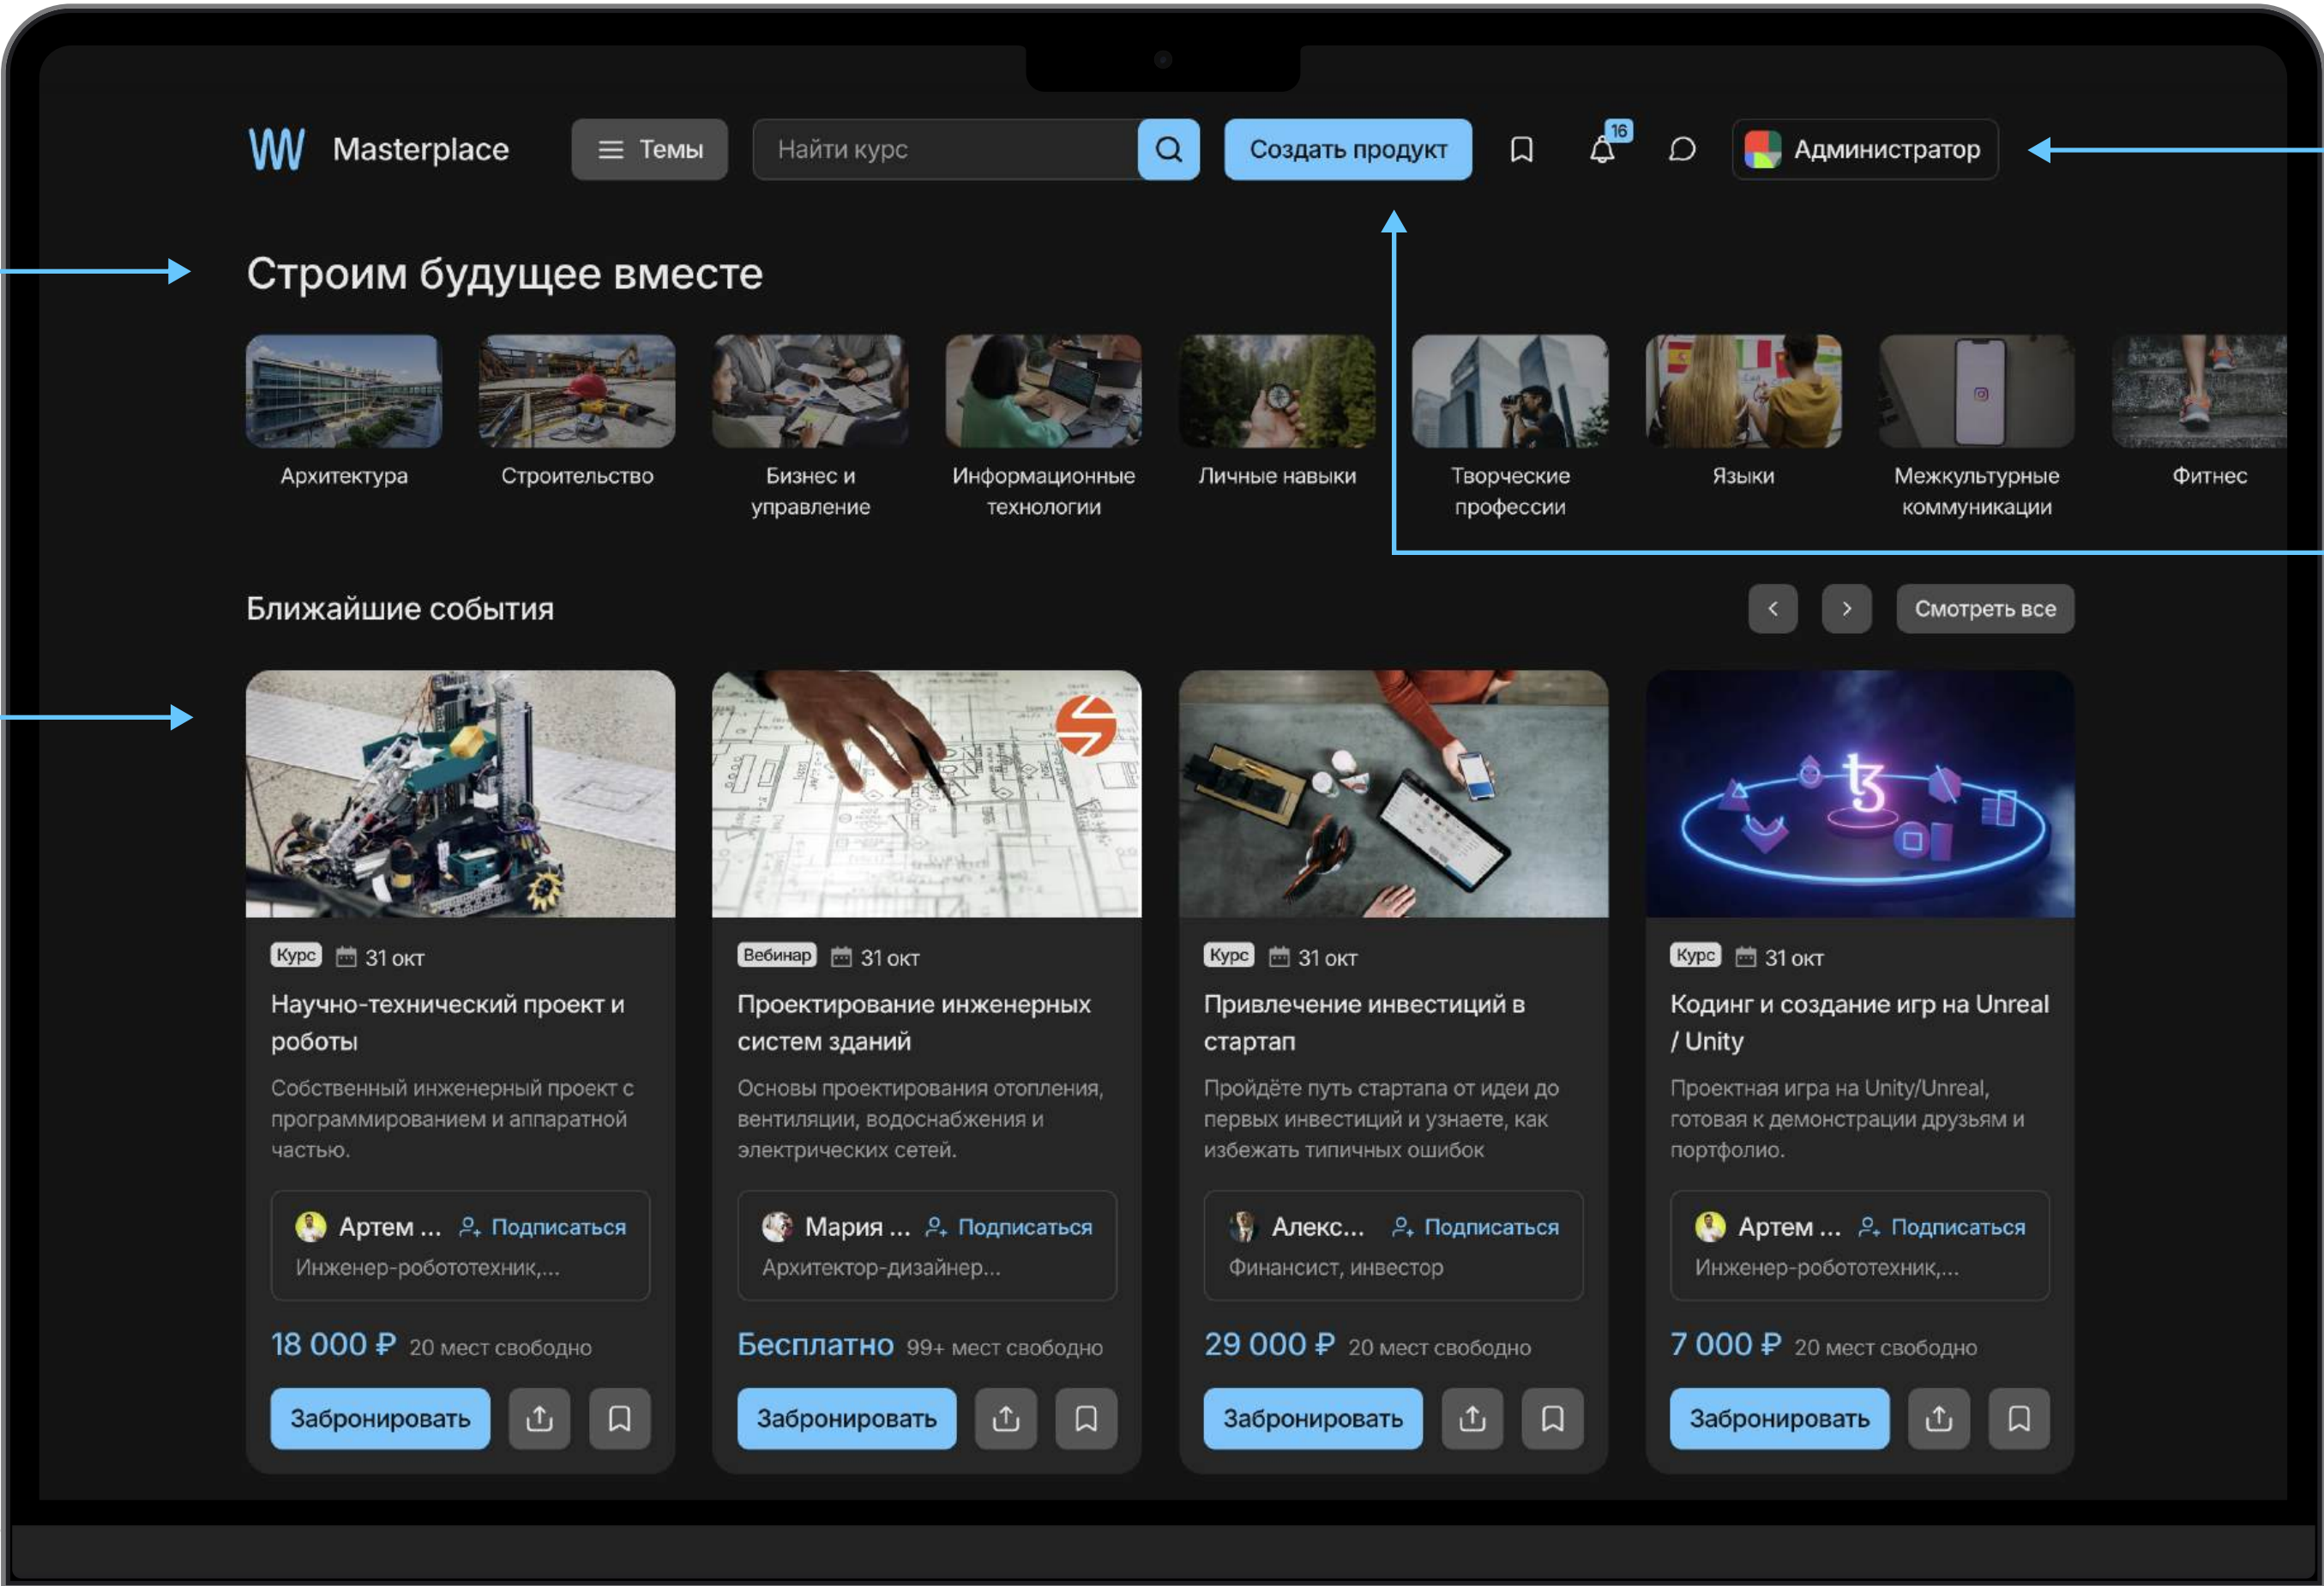 Masterplace
Темы
Найти курс
Создать продукт
16
Администратор
Строим будущее вместе
Архитектура
Строительство
Бизнес и
управление
Информационные
технологии
Личные навыки
Творческие
профессии
Языки
Межкультурные
коммуникации
Фитнес
Ближайшие события
Смотреть все
Курс
31 окт
Научно-технический проект и
роботы
Собственный инженерный проект с
программированием и аппаратной
частью.
Артем ...
Подписаться
Инженер-робототехник,...
18 000 ₽ 20 мест свободно
Забронировать
Вебинар
31 окт
Проектирование инженерных
систем зданий
Основы проектирования отопления,
вентиляции, водоснабжения и
электрических сетей.
Мария ...
Подписаться
Архитектор-дизайнер...
Бесплатно 99+ мест свободно
Забронировать
Курс
31 окт
Привлечение инвестиций в
стартап
Пройдёте путь стартапа от идеи до
первых инвестиций и узнаете, как
избежать типичных ошибок
Алекс...
Подписаться
Финансист, инвестор
29 000 ₽ 20 мест свободно
Забронировать
Курс
31 окт
Кодинг и создание игр на Unreal
/ Unity
Проектная игра на Unity/Unreal,
готовая к демонстрации друзьям и
портфолио.
Артем ...
Подписаться
Инженер-робототехник,...
7 000 ₽ 20 мест свободно
Забронировать